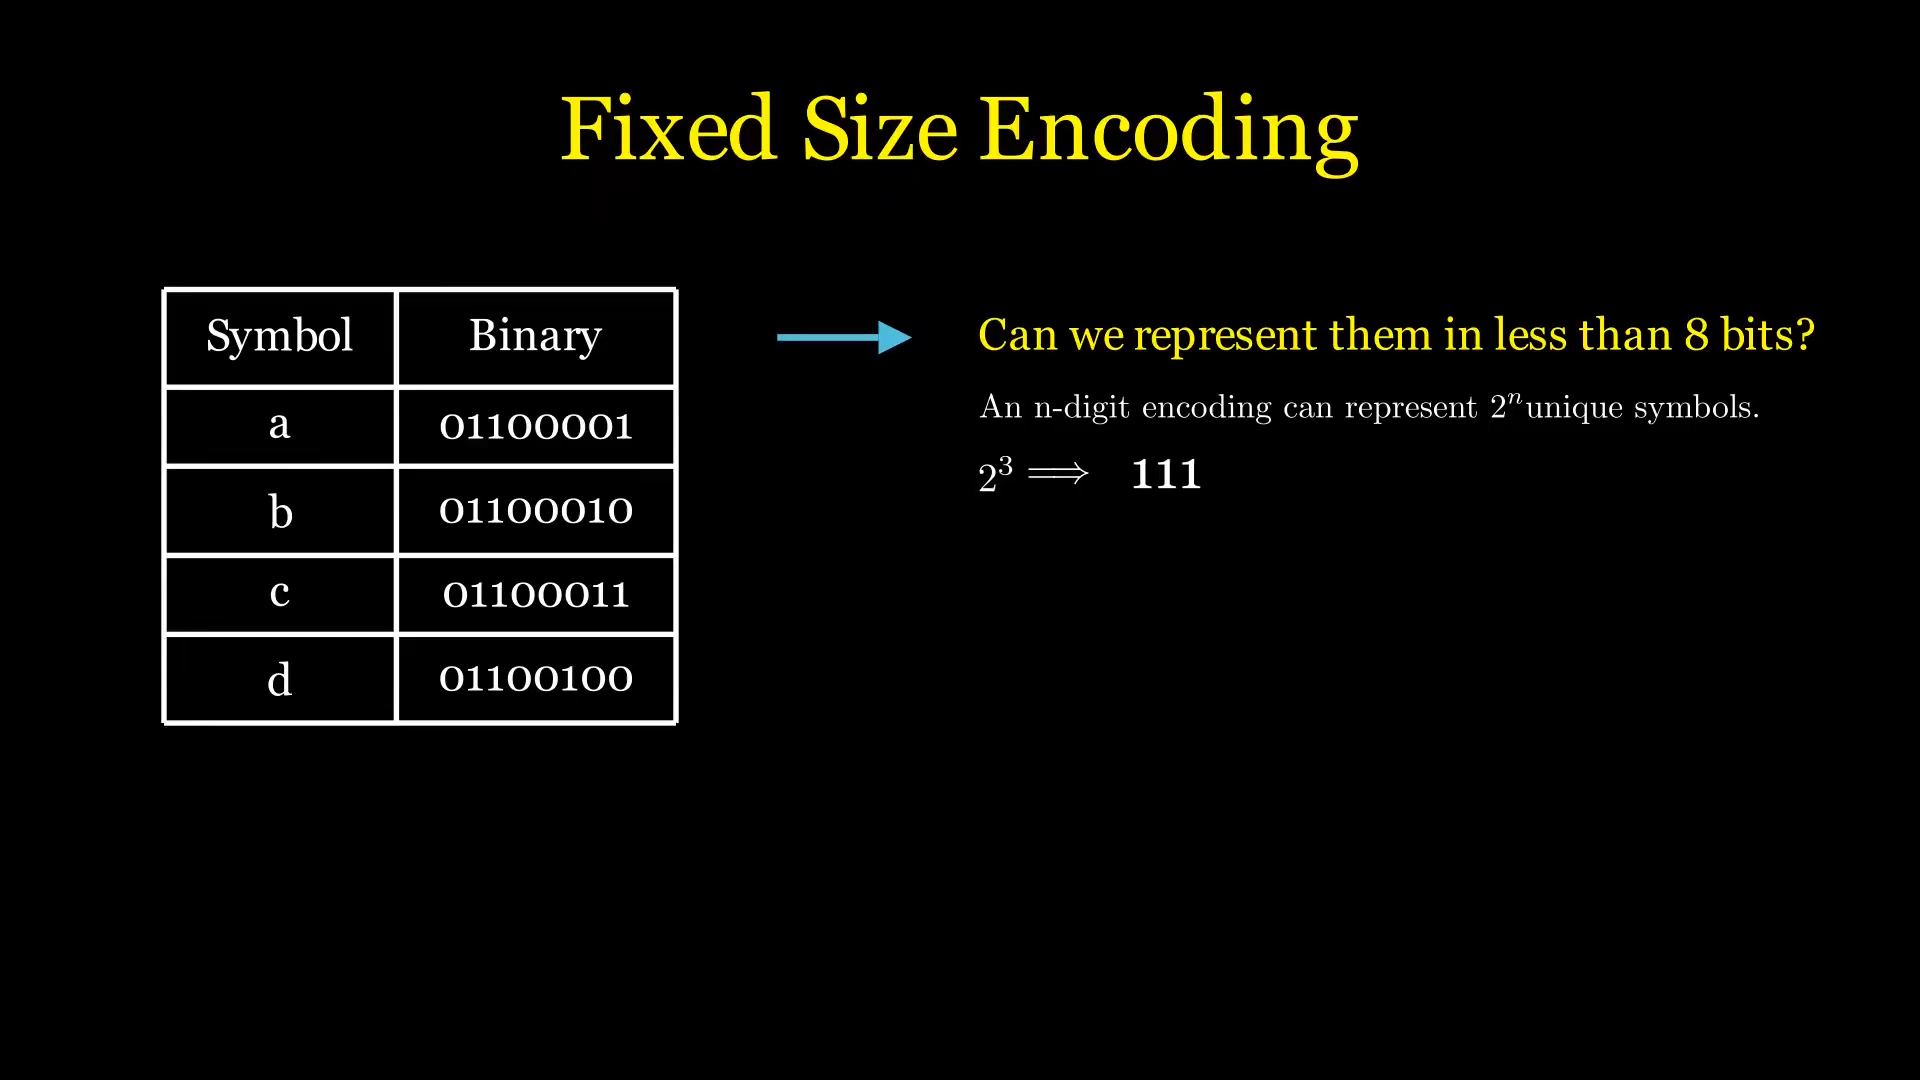 Fixed Size Encoding
Symbol Binary
a 01100001
b 01100010
c 01100011
d 01100100
Can we represent them in less than 8 bits?
An n-digit encoding can represent 2ⁿ unique symbols.
2³ ⟹ 111